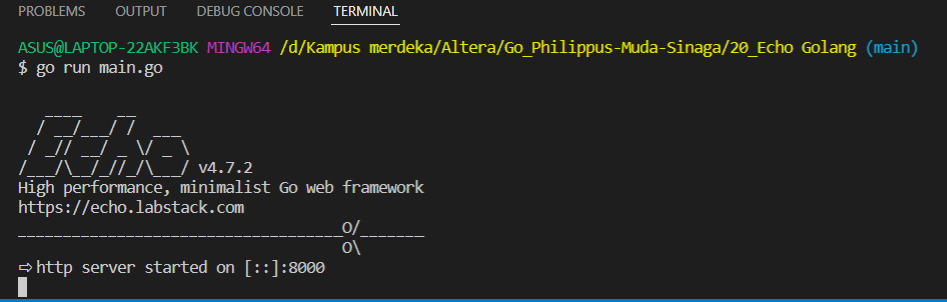 PROBLEMS OUTPUT DEBUG CONSOLE TERMINAL
ASUS@LAPTOP-22AKF3BK MINGW64 /d/Kampus merdeka/Altera/Go_Philippus-Muda-Sinaga/20_Echo Golang (main)
$ go run main.go
   ____    __
  / __/___/ /  ___
 / _// __/ _ \/ _ \
/___/\__/_//_/\___/ v4.7.2
High performance, minimalist Go web framework
https://echo.labstack.com
____________________________________O/_______
                                    O\
⇨ http server started on [::]:8000